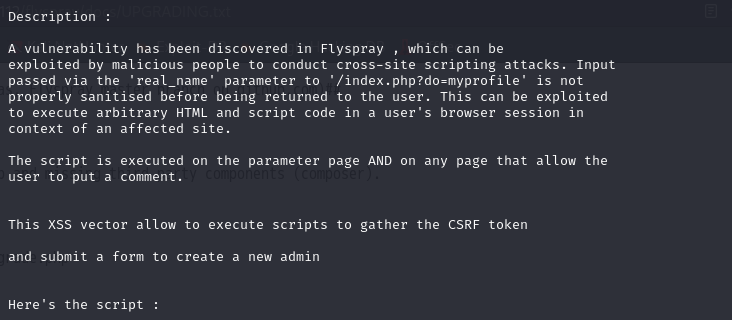 Description :
A vulnerability has been discovered in Flyspray , which can be
exploited by malicious people to conduct cross-site scripting attacks. Input
passed via the 'real_name' parameter to '/index.php?do=myprofile' is not
properly sanitised before being returned to the user. This can be exploited
to execute arbitrary HTML and script code in a user's browser session in
context of an affected site.
The script is executed on the parameter page AND on any page that allow the
user to put a comment.
This XSS vector allow to execute scripts to gather the CSRF token
and submit a form to create a new admin
Here's the script :